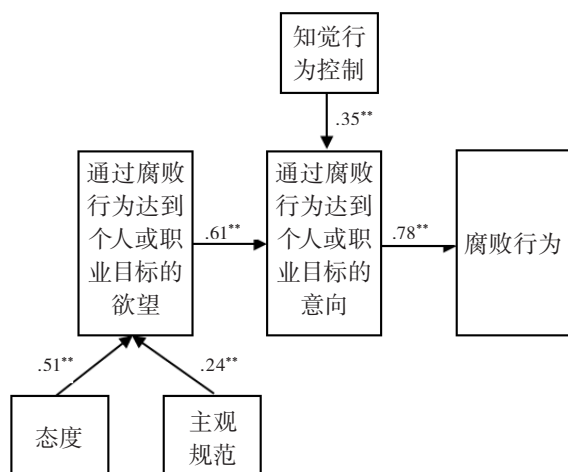 知觉行
为控制
.35**
通过腐败
行为达到
个人或职
业目标的
欲望
.61**
通过腐败
行为达到
个人或职
业目标的
意向
.78**
腐败行为
.51**
.24**
态度
主观
规范